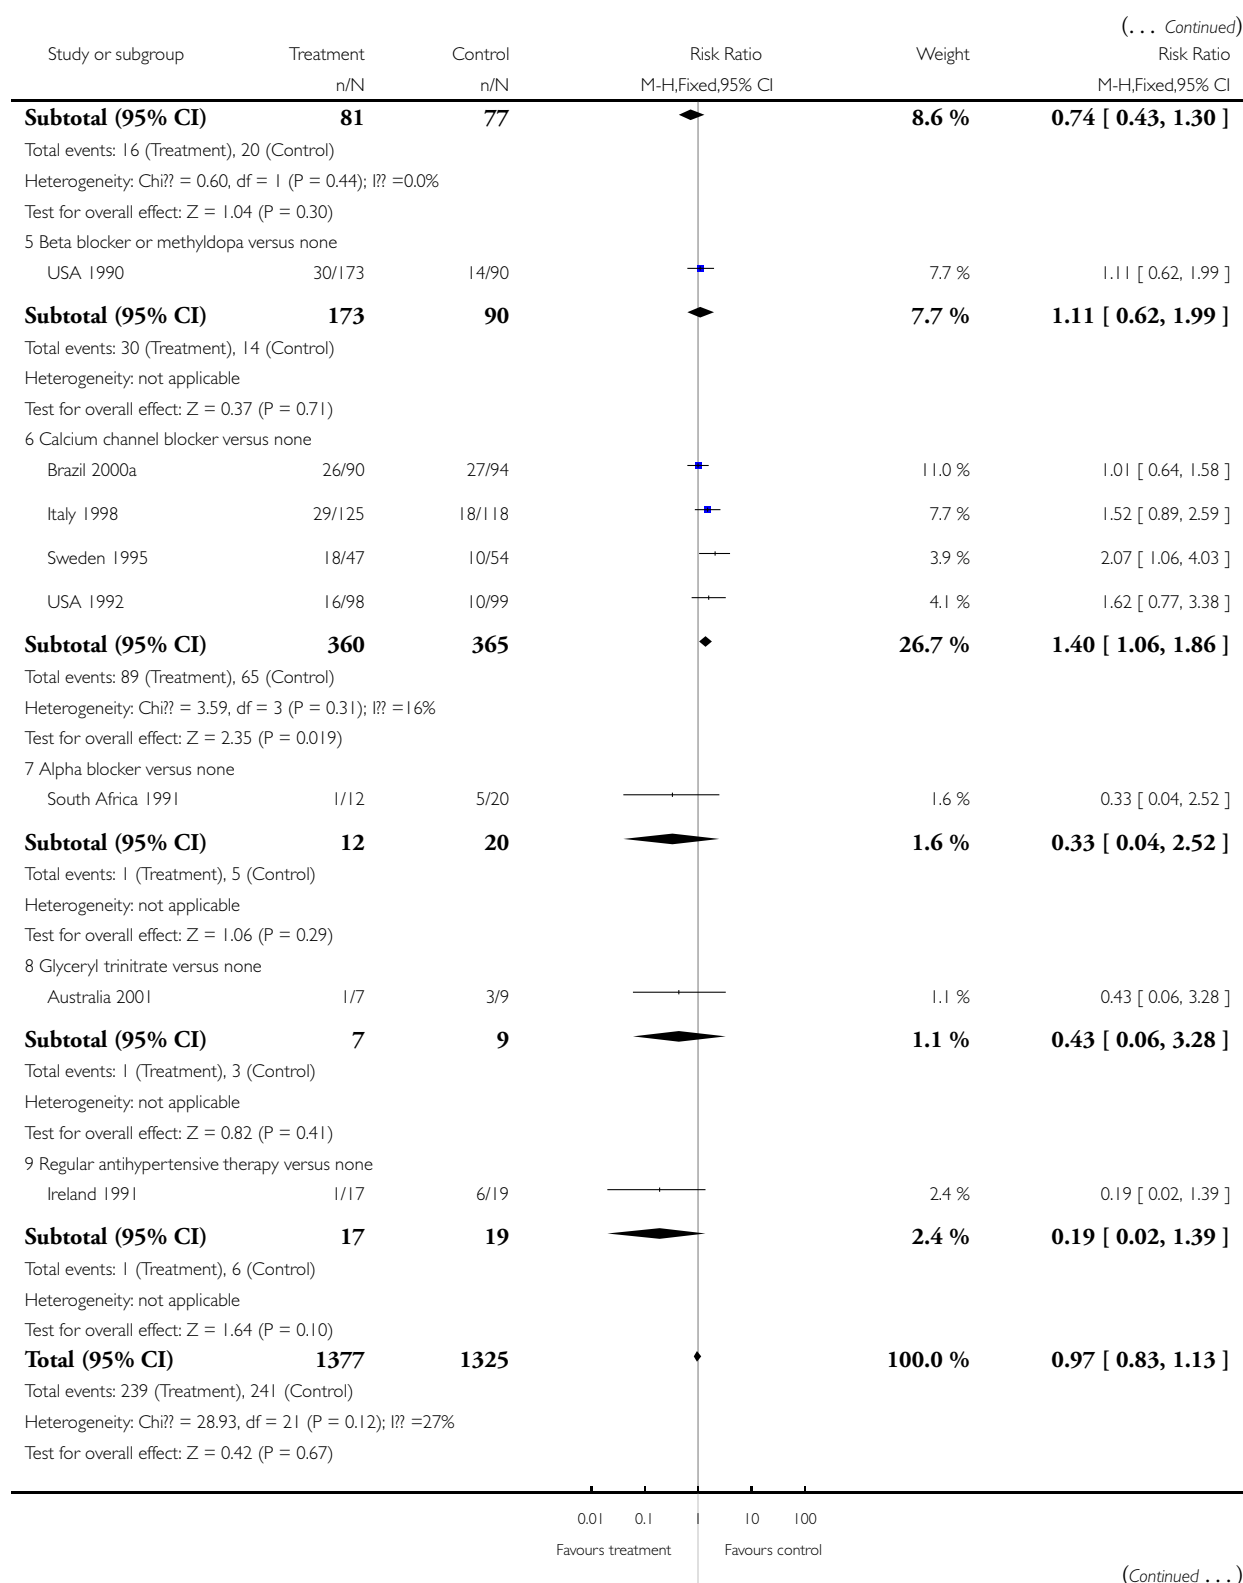 (... Continued)
Study or subgroup Treatment Control Risk Ratio Weight Risk Ratio
n/N n/N M-H,Fixed,95% CI M-H,Fixed,95% CI
Subtotal (95% CI) 81 77 8.6 % 0.74 [ 0.43, 1.30 ]
Total events: 16 (Treatment), 20 (Control)
Heterogeneity: Chi?? = 0.60, df = 1 (P = 0.44); I?? =0.0%
Test for overall effect: Z = 1.04 (P = 0.30)
5 Beta blocker or methyldopa versus none
USA 1990 30/173 14/90 7.7 % 1.11 [ 0.62, 1.99 ]
Subtotal (95% CI) 173 90 7.7 % 1.11 [ 0.62, 1.99 ]
Total events: 30 (Treatment), 14 (Control)
Heterogeneity: not applicable
Test for overall effect: Z = 0.37 (P = 0.71)
6 Calcium channel blocker versus none
Brazil 2000a 26/90 27/94 11.0 % 1.01 [ 0.64, 1.58 ]
Italy 1998 29/125 18/118 7.7 % 1.52 [ 0.89, 2.59 ]
Sweden 1995 18/47 10/54 3.9 % 2.07 [ 1.06, 4.03 ]
USA 1992 16/98 10/99 4.1 % 1.62 [ 0.77, 3.38 ]
Subtotal (95% CI) 360 365 26.7 % 1.40 [ 1.06, 1.86 ]
Total events: 89 (Treatment), 65 (Control)
Heterogeneity: Chi?? = 3.59, df = 3 (P = 0.31); I?? =16%
Test for overall effect: Z = 2.35 (P = 0.019)
7 Alpha blocker versus none
South Africa 1991 1/12 5/20 1.6 % 0.33 [ 0.04, 2.52 ]
Subtotal (95% CI) 12 20 1.6 % 0.33 [ 0.04, 2.52 ]
Total events: 1 (Treatment), 5 (Control)
Heterogeneity: not applicable
Test for overall effect: Z = 1.06 (P = 0.29)
8 Glyceryl trinitrate versus none
Australia 2001 1/7 3/9 1.1 % 0.43 [ 0.06, 3.28 ]
Subtotal (95% CI) 7 9 1.1 % 0.43 [ 0.06, 3.28 ]
Total events: 1 (Treatment), 3 (Control)
Heterogeneity: not applicable
Test for overall effect: Z = 0.82 (P = 0.41)
9 Regular antihypertensive therapy versus none
Ireland 1991 1/17 6/19 2.4 % 0.19 [ 0.02, 1.39 ]
Subtotal (95% CI) 17 19 2.4 % 0.19 [ 0.02, 1.39 ]
Total events: 1 (Treatment), 6 (Control)
Heterogeneity: not applicable
Test for overall effect: Z = 1.64 (P = 0.10)
Total (95% CI) 1377 1325 100.0 % 0.97 [ 0.83, 1.13 ]
Total events: 239 (Treatment), 241 (Control)
Heterogeneity: Chi?? = 28.93, df = 21 (P = 0.12); I?? =27%
Test for overall effect: Z = 0.42 (P = 0.67)
0.01 0.1 1 10 100
Favours treatment Favours control
(Continued ...)